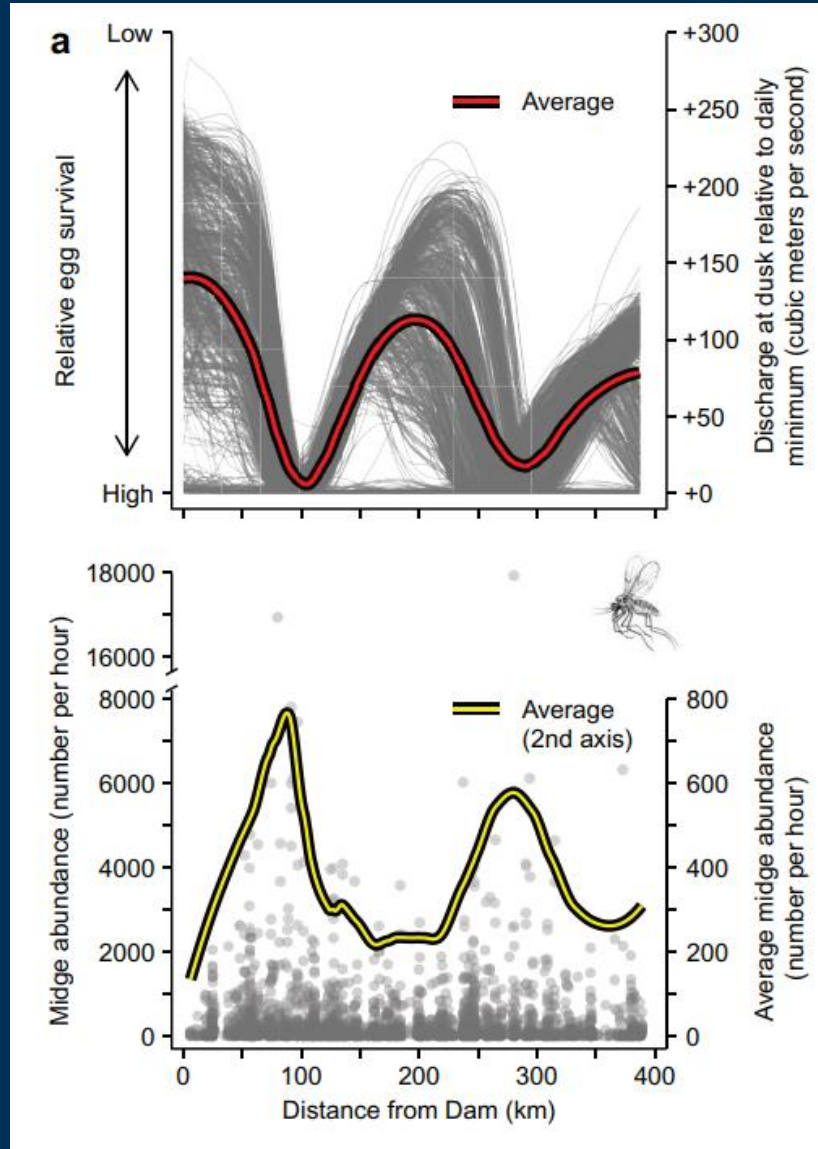 a
Low
High
Relative egg survival
Average
+300
+250
+200
+150
+100
+50
+0
Discharge at dusk relative to daily
minimum (cubic meters per second)
18000
16000
8000
6000
4000
2000
0
Midge abundance (number per hour)
Average
(2nd axis)
800
600
400
200
0
Average midge abundance
(number per hour)
0 100 200 300 400
Distance from Dam (km)